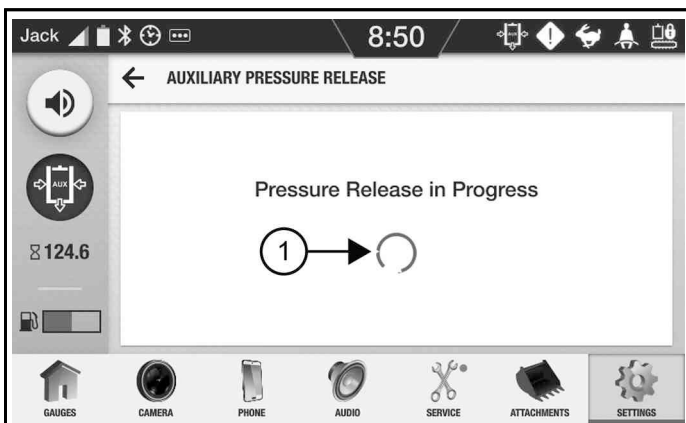 Jack 8:50
AUXILIARY PRESSURE RELEASE
AUX
124.6
Pressure Release in Progress
1
GAUGES CAMERA PHONE AUDIO SERVICE ATTACHMENTS SETTINGS